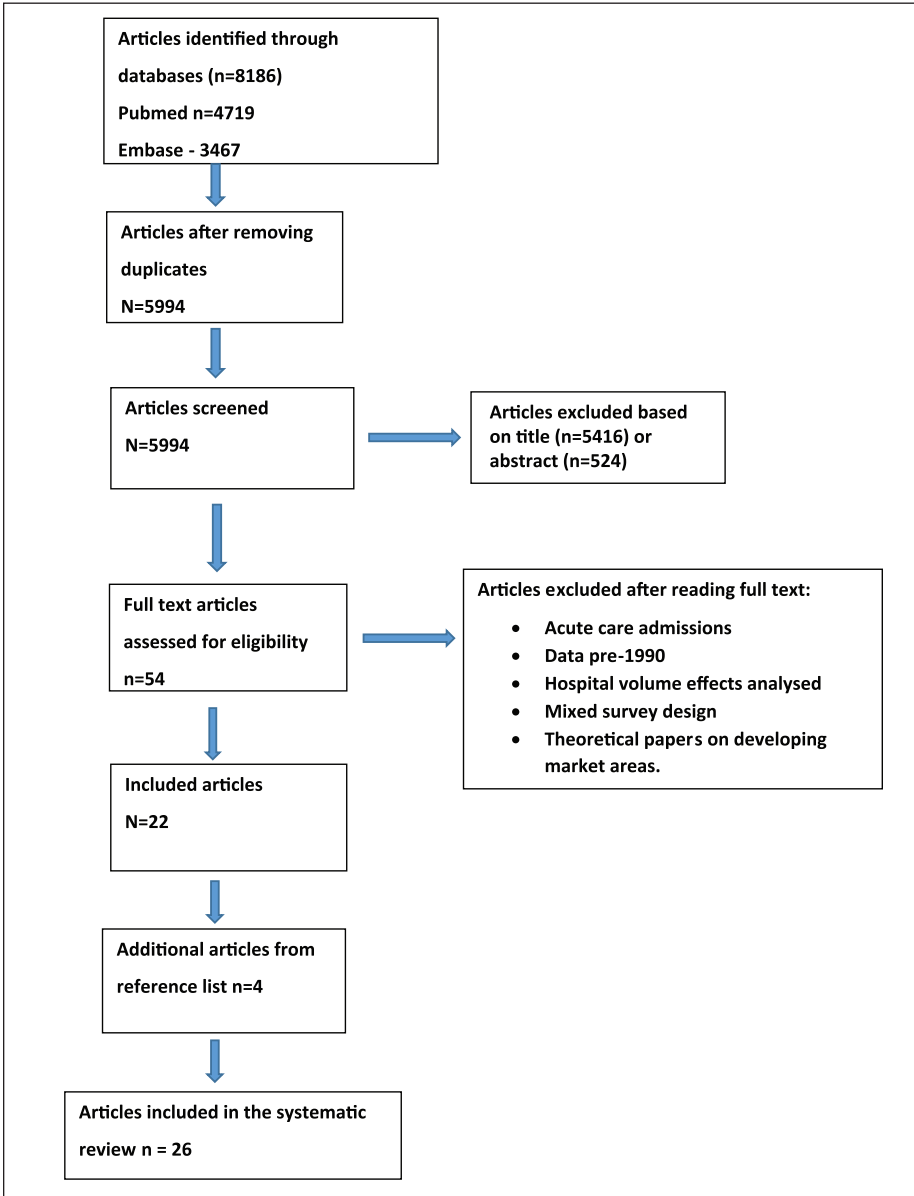 Articles identified through
databases (n=8186)
Pubmed n=4719
Embase - 3467
Articles after removing
duplicates
N=5994
Articles screened
N=5994
Articles excluded based
on title (n=5416) or
abstract (n=524)
Full text articles
assessed for eligibility
n=54
Articles excluded after reading full text:
• Acute care admissions
• Data pre-1990
• Hospital volume effects analysed
• Mixed survey design
• Theoretical papers on developing
market areas.
Included articles
N=22
Additional articles from
reference list n=4
Articles included in the systematic
review n = 26